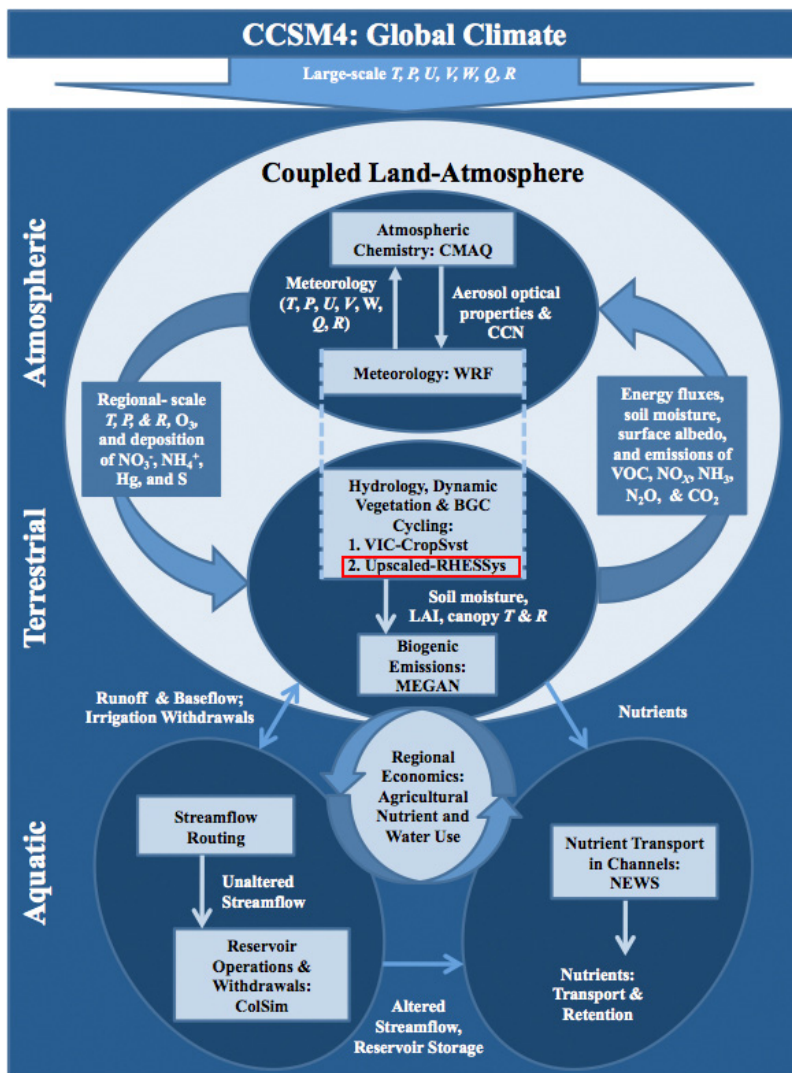 CCSM4: Global Climate
Large-scale T, P, U, V, W, Q, R
Coupled Land-Atmosphere
Atmospheric
Atmospheric
Chemistry: CMAQ
Meteorology
(T, P, U, V, W,
Q, R)
Aerosol optical
properties &
CCN
Meteorology: WRF
Regional- scale
T, P, & R, O₃,
and deposition
of NO₃⁻, NH₄⁺,
Hg, and S
Energy fluxes,
soil moisture,
surface albedo,
and emissions of
VOC, NOX, NH₃,
N₂O, & CO₂
Terrestrial
Hydrology, Dynamic
Vegetation & BGC
Cycling:
1. VIC-CropSyst
2. Upscaled-RHESSys
Soil moisture,
LAI, canopy T & R
Biogenic
Emissions:
MEGAN
Runoff & Baseflow;
Irrigation Withdrawals
Nutrients
Regional
Economics:
Agricultural
Nutrient and
Water Use
Aquatic
Streamflow
Routing
Unaltered
Streamflow
Reservoir
Operations &
Withdrawals:
ColSim
Altered
Streamflow,
Reservoir Storage
Nutrient Transport
in Channels:
NEWS
Nutrients:
Transport &
Retention